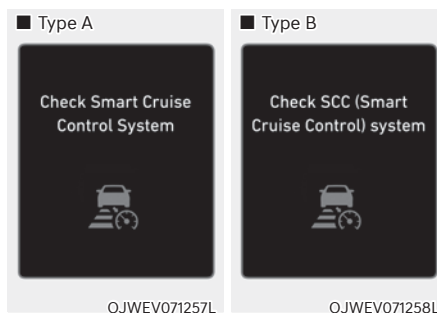 ■ Type A
Check Smart Cruise
Control System
OJWEV071257L
■ Type B
Check SCC (Smart
Cruise Control) system
OJWEV071258L